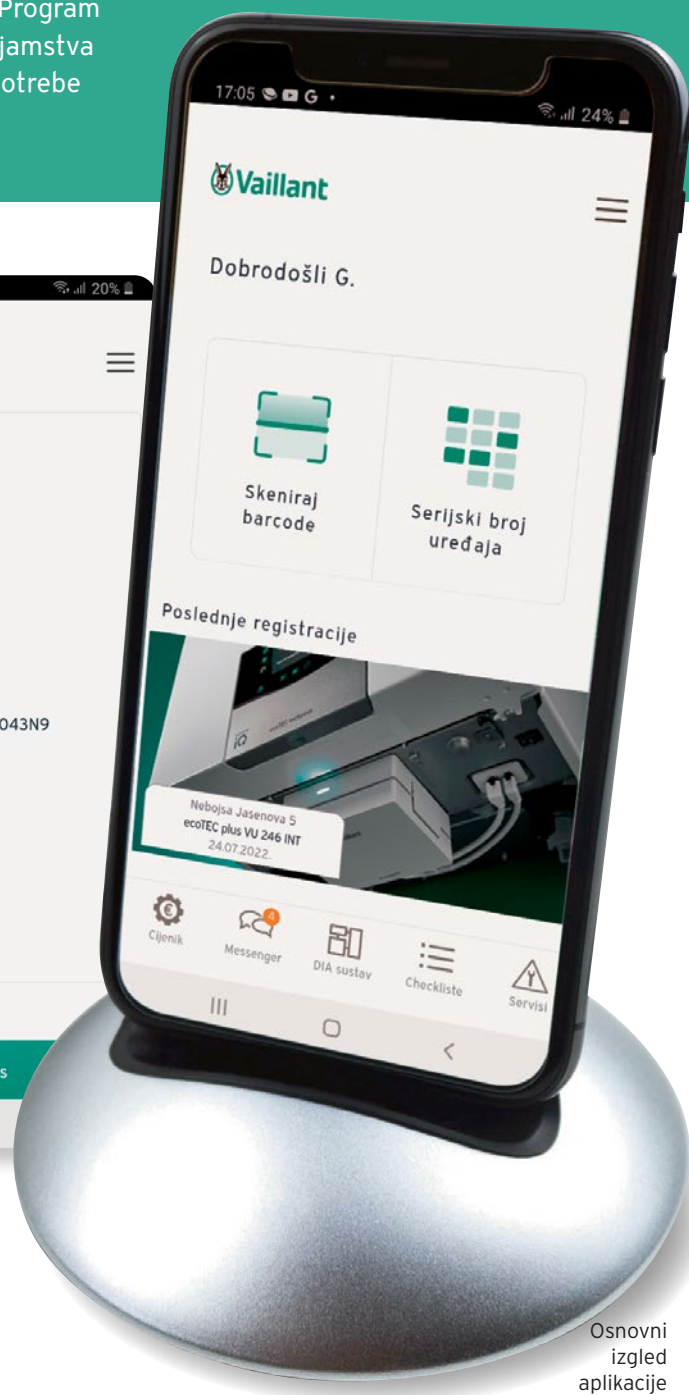 Program
jamstva
otrebe
20%
043N9
s
17:05 G • 24%
Vaillant
Dobrodošli G.
Skeniraj
barcode
Serijski broj
uređaja
Poslednje registracije
Nebojsa Jasenova 5
ecoTEC plus VU 246 INT
24.07.2022.
Cijenik
4
Messenger
DIA sustav
Checkliste
Servisi
Osnovni
izgled
aplikacije